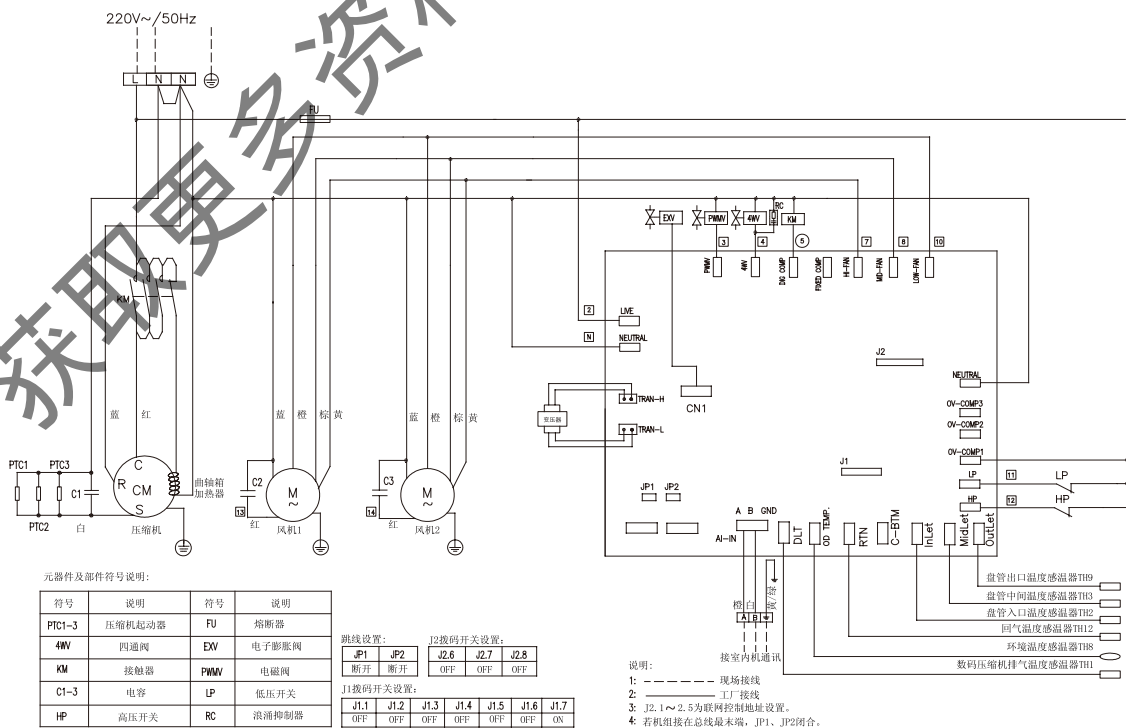 获取更多资料
220V~/50Hz
L N N
FU
RC
EXV PWMV 4WV KM
3 4 5 7 8 10
PWMV 4WV DIG COMP FIXED COMP HI-FAN MID-FAN LOW-FAN
KM
2 LIVE
N NEUTRAL
J2
NEUTRAL
CN1
变压器
TRAN-H
TRAN-L
OV-COMP3
OV-COMP2
OV-COMP1
蓝 红 蓝 橙 棕 黄 蓝 橙 棕 黄
PTC1 PTC3
PTC2
C1
C
R CM
S
白
压缩机
曲轴箱
加热器
C2
M
~
13
红
风机1
C3
M
~
14
红
风机2
J1
LP 11 LP
HP 12 HP
JP1 JP2
A B GND
AI-IN
DLT OD TEMP. RTN C-BTM InLet MidLet OutLet
橙 白 黄/绿
A B
接室内机通讯
盘管出口温度感温器TH9
盘管中间温度感温器TH3
盘管入口温度感温器TH2
回气温度感温器TH12
环境温度感温器TH8
数码压缩机排气温度感温器TH1
元器件及部件符号说明:
符号 说明 符号 说明
PTC1-3 压缩机起动器 FU 熔断器
4WV 四通阀 EXV 电子膨胀阀
KM 接触器 PWMV 电磁阀
C1-3 电容 LP 低压开关
HP 高压开关 RC 浪涌抑制器
跳线设置:
JP1 JP2
断开 断开
J2拨码开关设置:
J2.6 J2.7 J2.8
OFF OFF OFF
J1拨码开关设置:
J1.1 J1.2 J1.3 J1.4 J1.5 J1.6 J1.7
OFF OFF OFF OFF OFF OFF ON
说明:
1: 现场接线
2: 工厂接线
3: J2.1~2.5为联网控制地址设置。
4: 若机组接在总线最末端, JP1、JP2闭合。